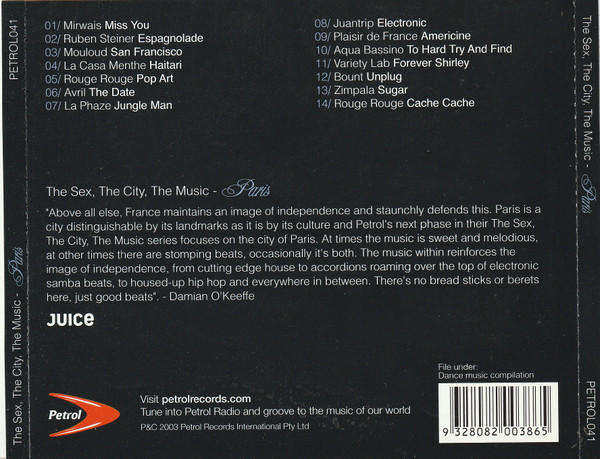 PETROL041
The Sex, The City, The Music - Paris
01/ Mirwais Miss You
02/ Ruben Steiner Espagnolade
03/ Mouloud San Francisco
04/ La Casa Menthe Haitari
05/ Rouge Rouge Pop Art
06/ Avril The Date
07/ La Phaze Jungle Man
08/ Juantrip Electronic
09/ Plaisir de France Americine
10/ Aqua Bassino To Hard Try And Find
11/ Variety Lab Forever Shirley
12/ Bount Unplug
13/ Zimpala Sugar
14/ Rouge Rouge Cache Cache
The Sex, The City, The Music - Paris
"Above all else, France maintains an image of independence and staunchly defends this. Paris is a
city distinguishable by its landmarks as it is by its culture and Petrol's next phase in their The Sex,
The City, The Music series focuses on the city of Paris. At times the music is sweet and melodious,
at other times there are stomping beats, occasionally it's both. The music within reinforces the
image of independence, from cutting edge house to accordions roaming over the top of electronic
samba beats, to housed-up hip hop and everywhere in between. There's no bread sticks or berets
here, just good beats". - Damian O'Keeffe
JUICE
Petrol
Visit petrolrecords.com
Tune into Petrol Radio and groove to the music of our world
P&C 2003 Petrol Records International Pty Ltd
File under:
Dance music compilation
9 328082 003865
The Sex, The City, The Music - Paris
PETROL041